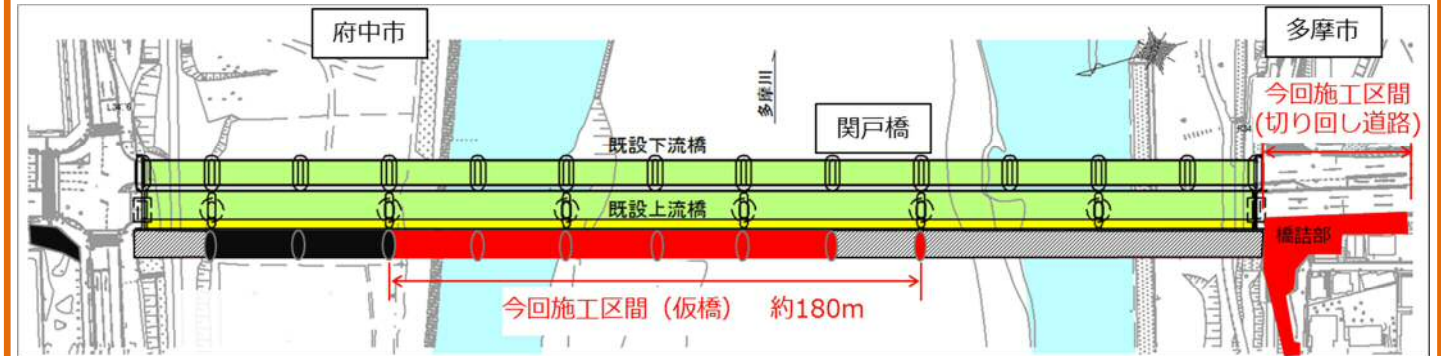 府中市
多摩市
多摩川
関戸橋
今回施工区間
(切り回し道路)
既設下流橋
既設上流橋
橋詰部
今回施工区間（仮橋）　約180m